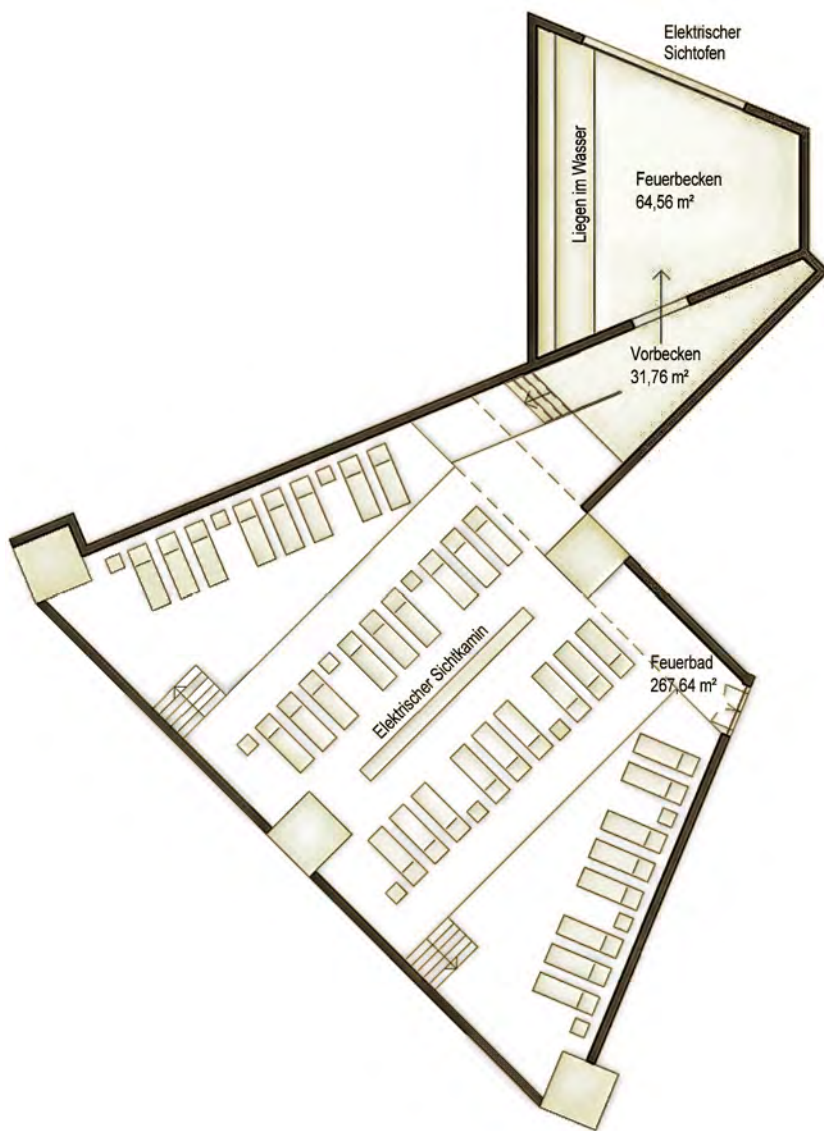 Elektrischer
Sichtofen
Liegen im Wasser
Feuerbecken
64,56 m²
Vorbecken
31,76 m²
Elektrischer Sichtkamin
Feuerbad
267,64 m²